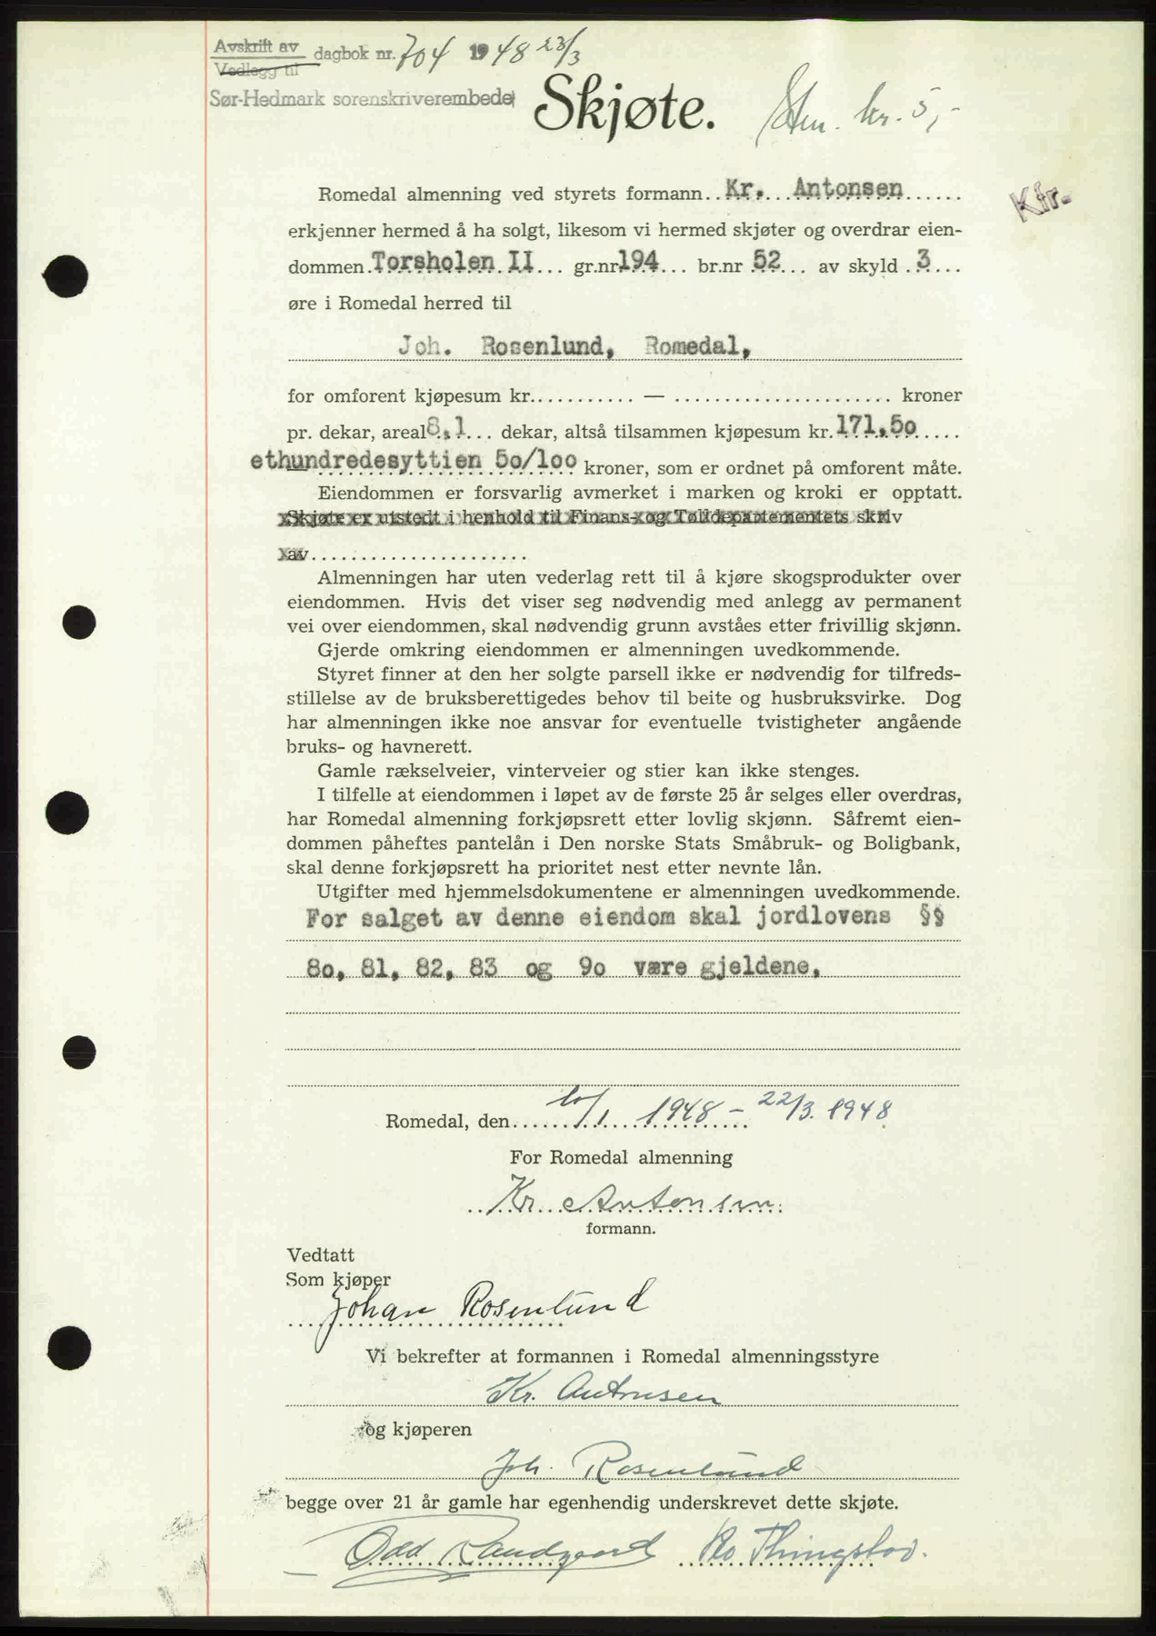 Avskrift av
Vedlegg til
dagbok nr. 704 1948 23/3
Sør-Hedmark sorenskriverembede
Skjøte.
Stm. kr. 5,-
Kfr.
Romedal almenning ved styrets formann Kr. Antonsen
erkjenner hermed å ha solgt, likesom vi hermed skjøter og overdrar eien-
dommen Torsholen II gr.nr. 194 br.nr 52 av skyld 3
øre i Romedal herred til
Joh. Rosenlund, Romedal,
for omforent kjøpesum kr. — kroner
pr. dekar, areal 8,1 dekar, altså tilsammen kjøpesum kr. 171,50
ethundredesyttien 50/100 kroner, som er ordnet på omforent måte.
Eiendommen er forsvarlig avmerket i marken og kroki er opptatt.
Skjøte er utstedt i henhold til Finans- og Tolldepartementets skriv
av
Almenningen har uten vederlag rett til å kjøre skogsprodukter over
eiendommen. Hvis det viser seg nødvendig med anlegg av permanent
vei over eiendommen, skal nødvendig grunn avståes etter frivillig skjønn.
Gjerde omkring eiendommen er almenningen uvedkommende.
Styret finner at den her solgte parsell ikke er nødvendig for tilfreds-
stillelse av de bruksberettigedes behov til beite og husbruksvirke. Dog
har almenningen ikke noe ansvar for eventuelle tvistigheter angående
bruks- og havnerett.
Gamle rækselveier, vinterveier og stier kan ikke stenges.
I tilfelle at eiendommen i løpet av de første 25 år selges eller overdras,
har Romedal almenning forkjøpsrett etter lovlig skjønn. Såfremt eien-
dommen påheftes pantelån i Den norske Stats Småbruk- og Boligbank,
skal denne forkjøpsrett ha prioritet nest etter nevnte lån.
Utgifter med hjemmelsdokumentene er almenningen uvedkommende.
For salget av denne eiendom skal jordlovens §§
80, 81, 82, 83 og 90 være gjeldene,
Romedal, den 10/1 1948 - 22/3. 1948
For Romedal almenning
Kr. Antonsen
formann.
Vedtatt
Som kjøper
Johan Rosenlund
Vi bekrefter at formannen i Romedal almenningsstyre
Kr. Antonsen
og kjøperen
Joh. Rosenlund
begge over 21 år gamle har egenhendig underskrevet dette skjøte.
Odd Randgaard